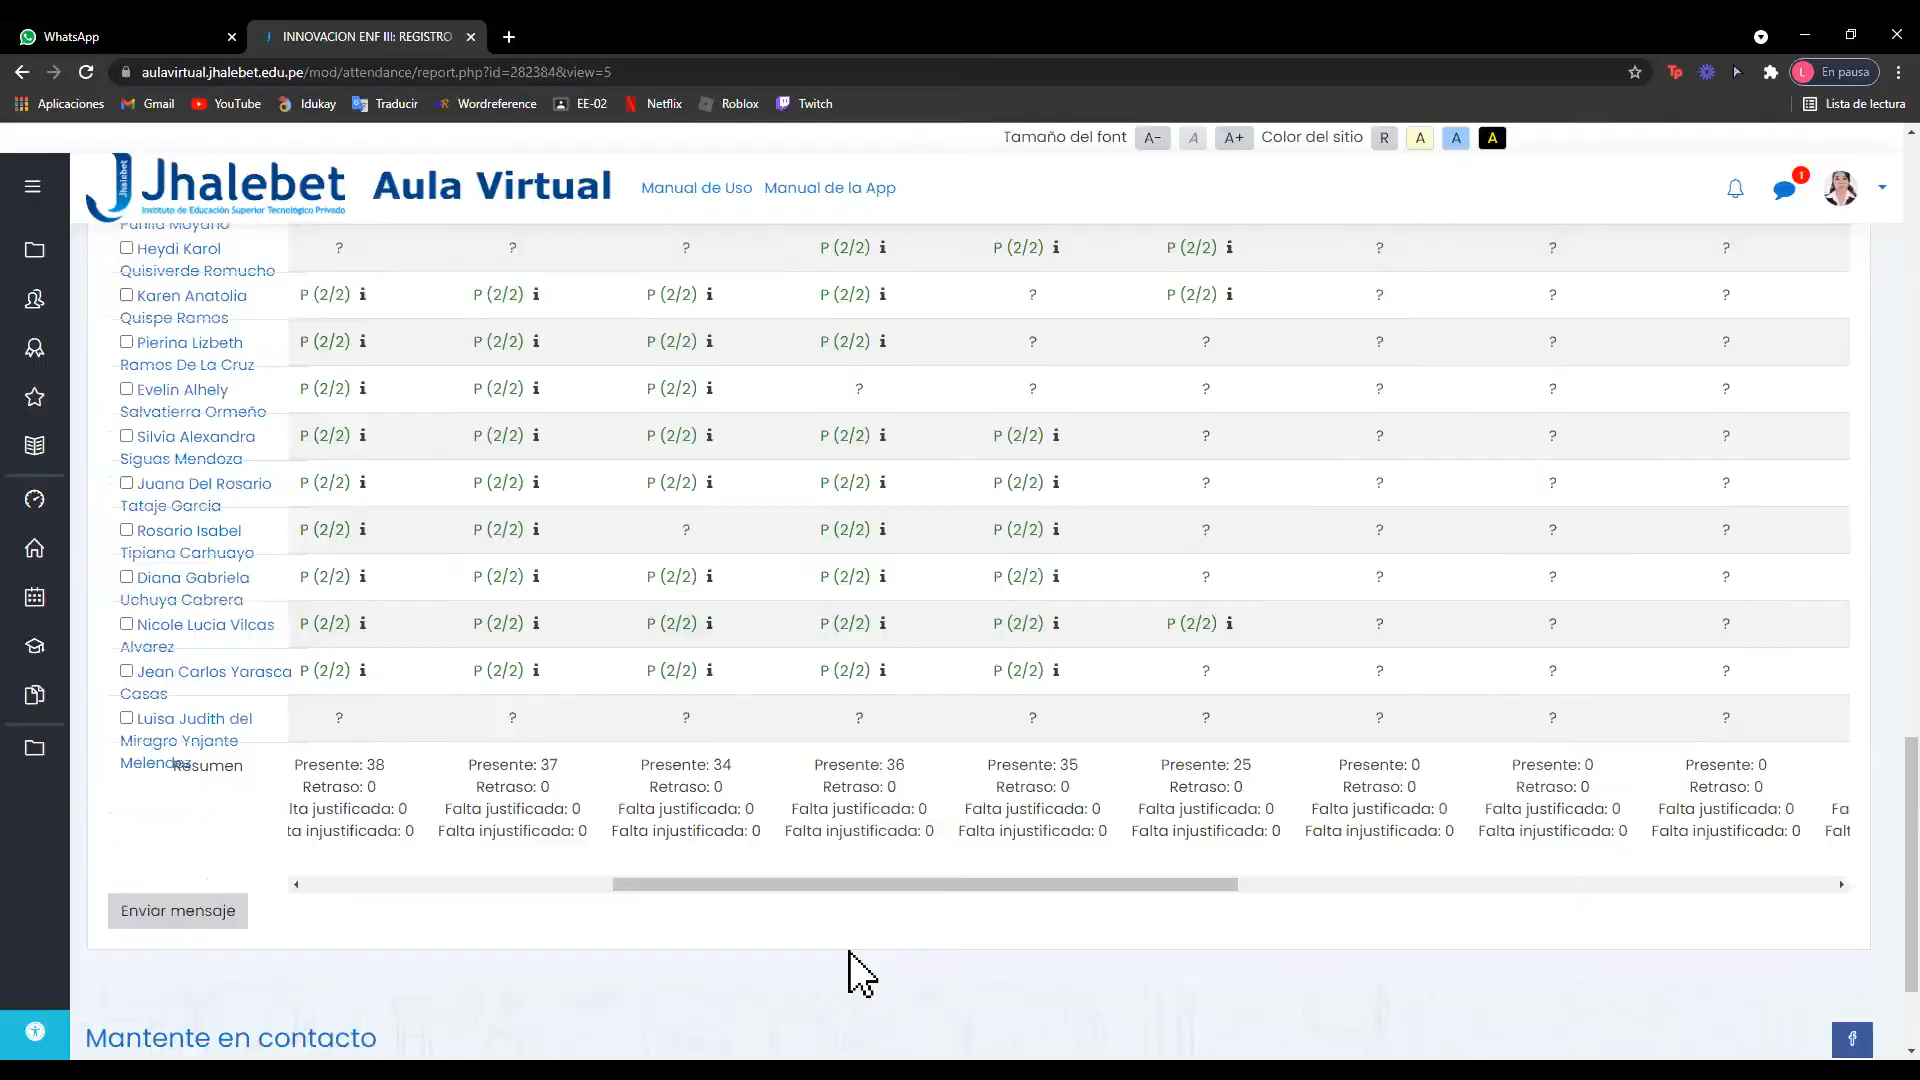 WhatsApp
INNOVACION ENF III: REGISTRO
aulavirtual.jhalebet.edu.pe/mod/attendance/report.php?id=282384&view=5
L En pausa
Aplicaciones Gmail YouTube Idukay Traducir Wordreference EE-02 Netflix Roblox Twitch Lista de lectura
Tamaño del font A- A A+ Color del sitio R A A A
Jhalebet Aula Virtual Manual de Uso Manual de la App 1
Instituto de Educación Superior Tecnológico Privado
Heydi Karol ? ? ? P (2/2) P (2/2) P (2/2) ? ? ?
Quisiverde Romucho
Karen Anatolia P (2/2) P (2/2) P (2/2) P (2/2) ? P (2/2) ? ? ?
Quispe Ramos
Pierina Lizbeth P (2/2) P (2/2) P (2/2) P (2/2) ? ? ? ? ?
Ramos De La Cruz
Evelin Alhely P (2/2) P (2/2) P (2/2) ? ? ? ? ? ?
Salvatierra Ormeño
Silvia Alexandra P (2/2) P (2/2) P (2/2) P (2/2) P (2/2) ? ? ? ?
Siguas Mendoza
Juana Del Rosario P (2/2) P (2/2) P (2/2) P (2/2) P (2/2) ? ? ? ?
Tataje Garcia
Rosario Isabel P (2/2) P (2/2) ? P (2/2) P (2/2) ? ? ? ?
Tipiana Carhuayo
Diana Gabriela P (2/2) P (2/2) P (2/2) P (2/2) P (2/2) ? ? ? ?
Uchuya Cabrera
Nicole Lucia Vilcas P (2/2) P (2/2) P (2/2) P (2/2) P (2/2) P (2/2) ? ? ?
Alvarez
Jean Carlos Yarasca P (2/2) P (2/2) P (2/2) P (2/2) P (2/2) ? ? ? ?
Casas
Luisa Judith del ? ? ? ? ? ? ? ? ?
Miragro Ynjante
Melendez
Resumen Presente: 38 Presente: 37 Presente: 34 Presente: 36 Presente: 35 Presente: 25 Presente: 0 Presente: 0 Presente: 0
Retraso: 0 Retraso: 0 Retraso: 0 Retraso: 0 Retraso: 0 Retraso: 0 Retraso: 0 Retraso: 0 Retraso: 0
lta justificada: 0 Falta justificada: 0 Falta justificada: 0 Falta justificada: 0 Falta justificada: 0 Falta justificada: 0 Falta justificada: 0 Falta justificada: 0 Falta justificada: 0 Fa
ta injustificada: 0 Falta injustificada: 0 Falta injustificada: 0 Falta injustificada: 0 Falta injustificada: 0 Falta injustificada: 0 Falta injustificada: 0 Falta injustificada: 0 Falta injustificada: 0 Falt
Enviar mensaje
Mantente en contacto